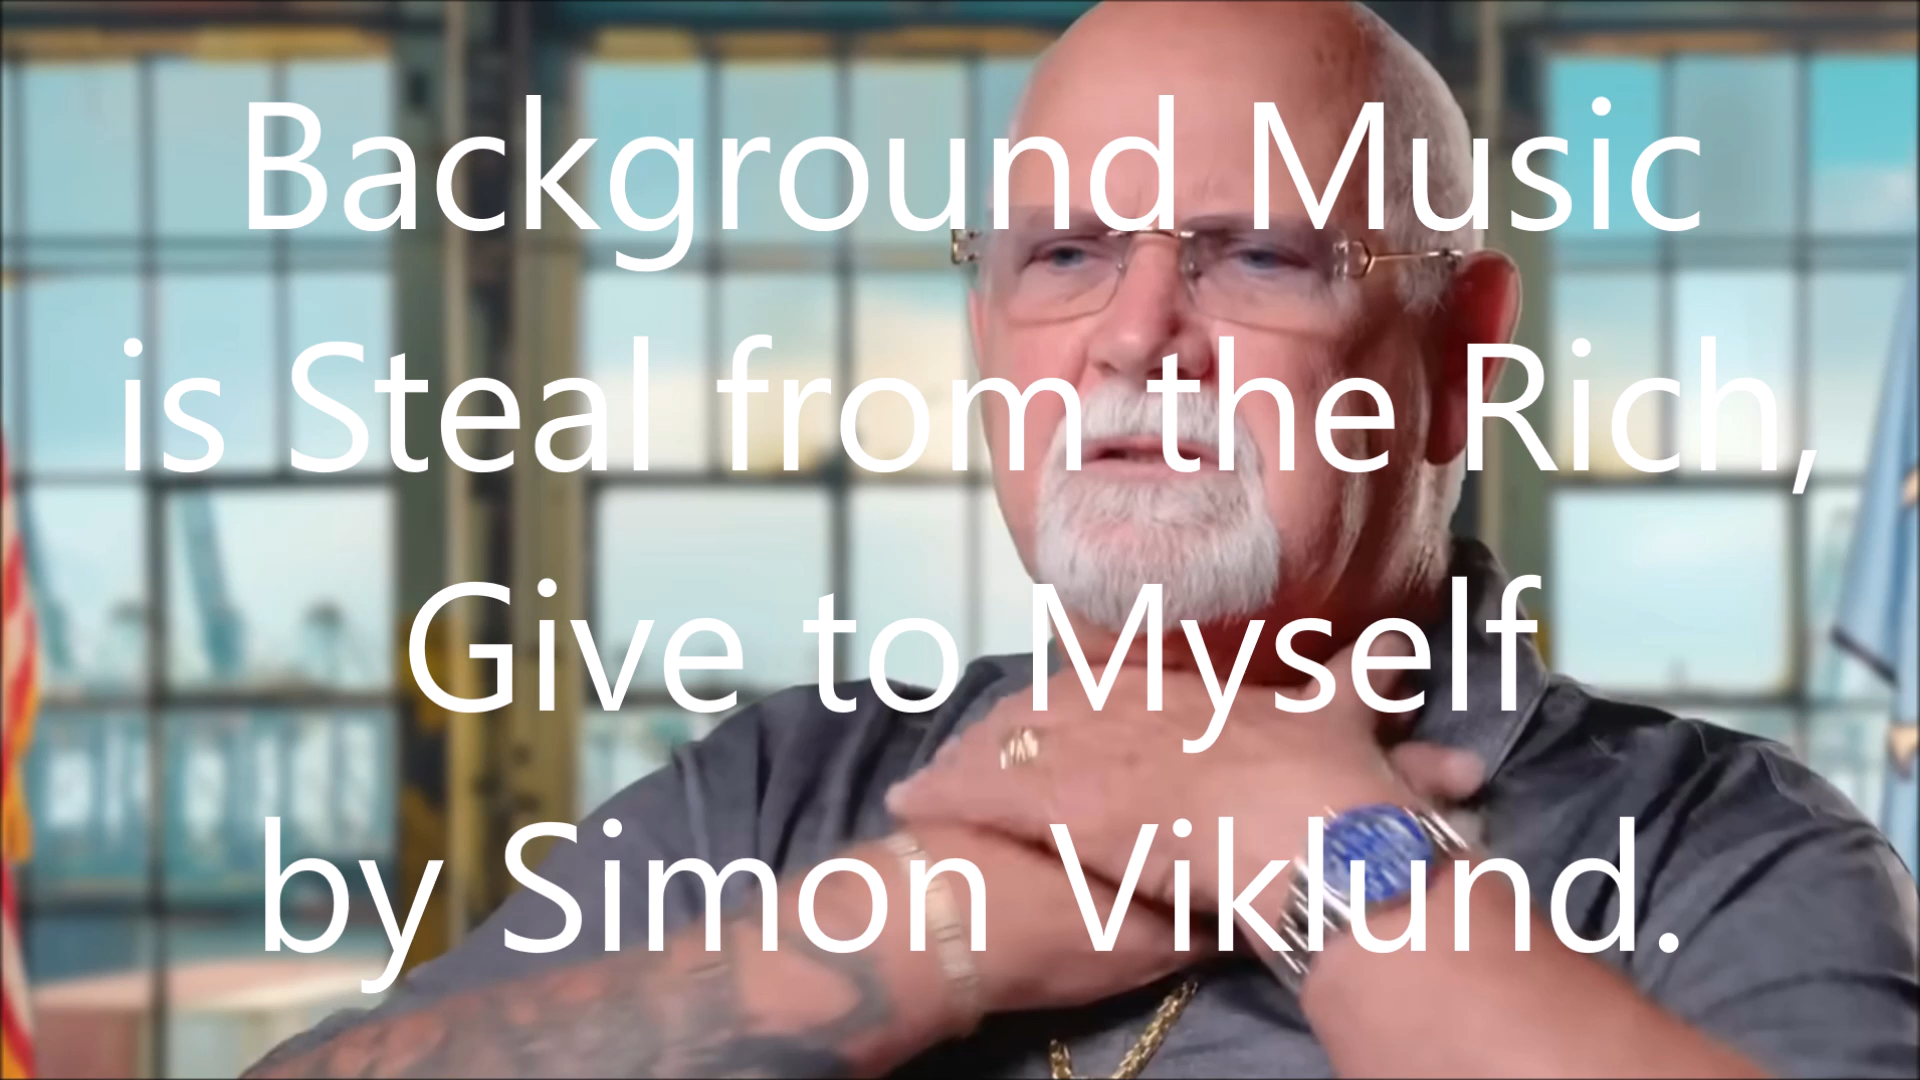 Background Music
is Steal from the Rich,
Give to Myself
by Simon Viklund.